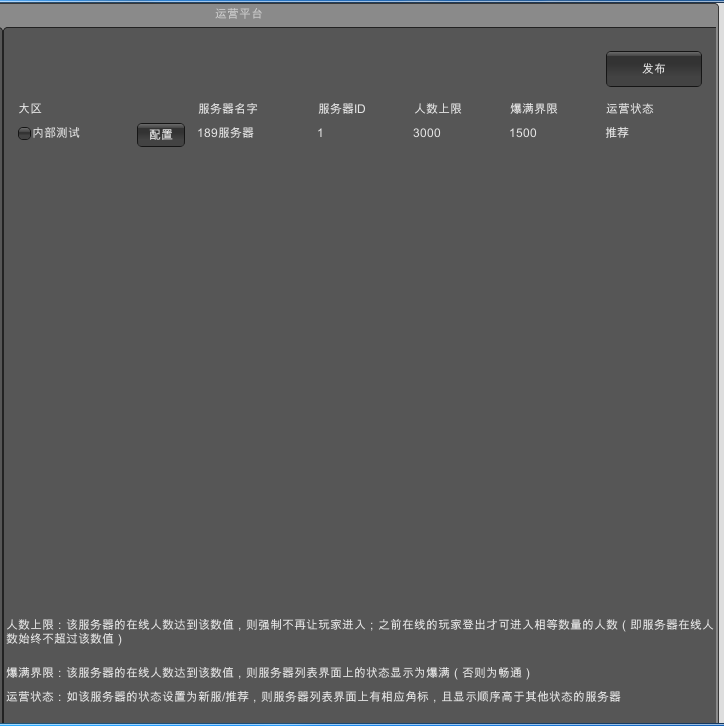 运营平台
发布
大区 服务器名字 服务器ID 人数上限 爆满界限 运营状态
内部测试 配置 189服务器 1 3000 1500 推荐
人数上限：该服务器的在线人数达到该数值，则强制不再让玩家进入；之前在线的玩家登出才可进入相等数量的人数（即服务器在线人
数始终不超过该数值）
爆满界限：该服务器的在线人数达到该数值，则服务器列表界面上的状态显示为爆满（否则为畅通）
运营状态：如该服务器的状态设置为新服/推荐，则服务器列表界面上有相应角标，且显示顺序高于其他状态的服务器